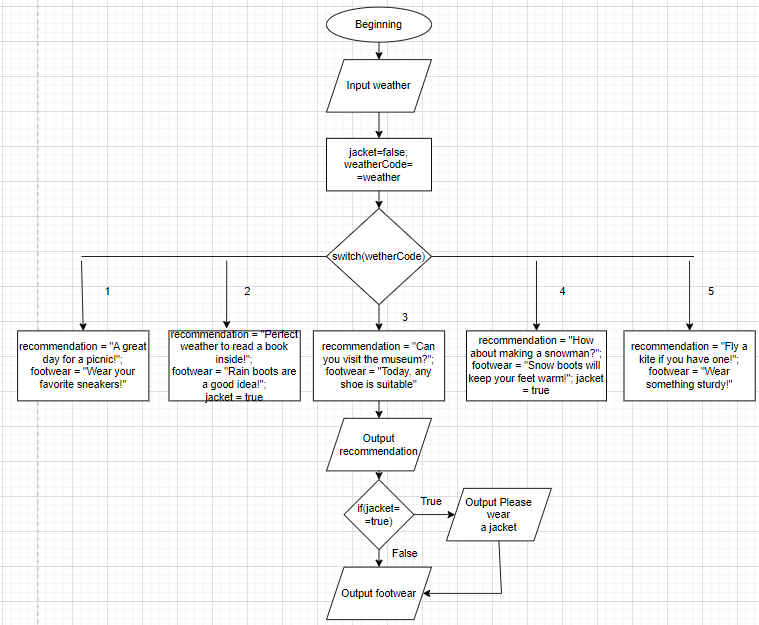 Beginning
Input weather
jacket=false;
weatherCode=
=weather
switch(wetherCode)
1
2
3
4
5
recommendation = "A great
day for a picnic!";
footwear = "Wear your
favorite sneakers!"
recommendation = "Perfect
weather to read a book
inside!";
footwear = "Rain boots are
a good idea!";
jacket = true
recommendation = "Can
you visit the museum?";
footwear = "Today, any
shoe is suitable"
recommendation = "How
about making a snowman?";
footwear = "Snow boots will
keep your feet warm!"; jacket
= true
recommendation = "Fly a
kite if you have one!";
footwear = "Wear
something sturdy!"
Output
recommendation
if(jacket=
=true)
True
Output Please
wear
a jacket
False
Output footwear